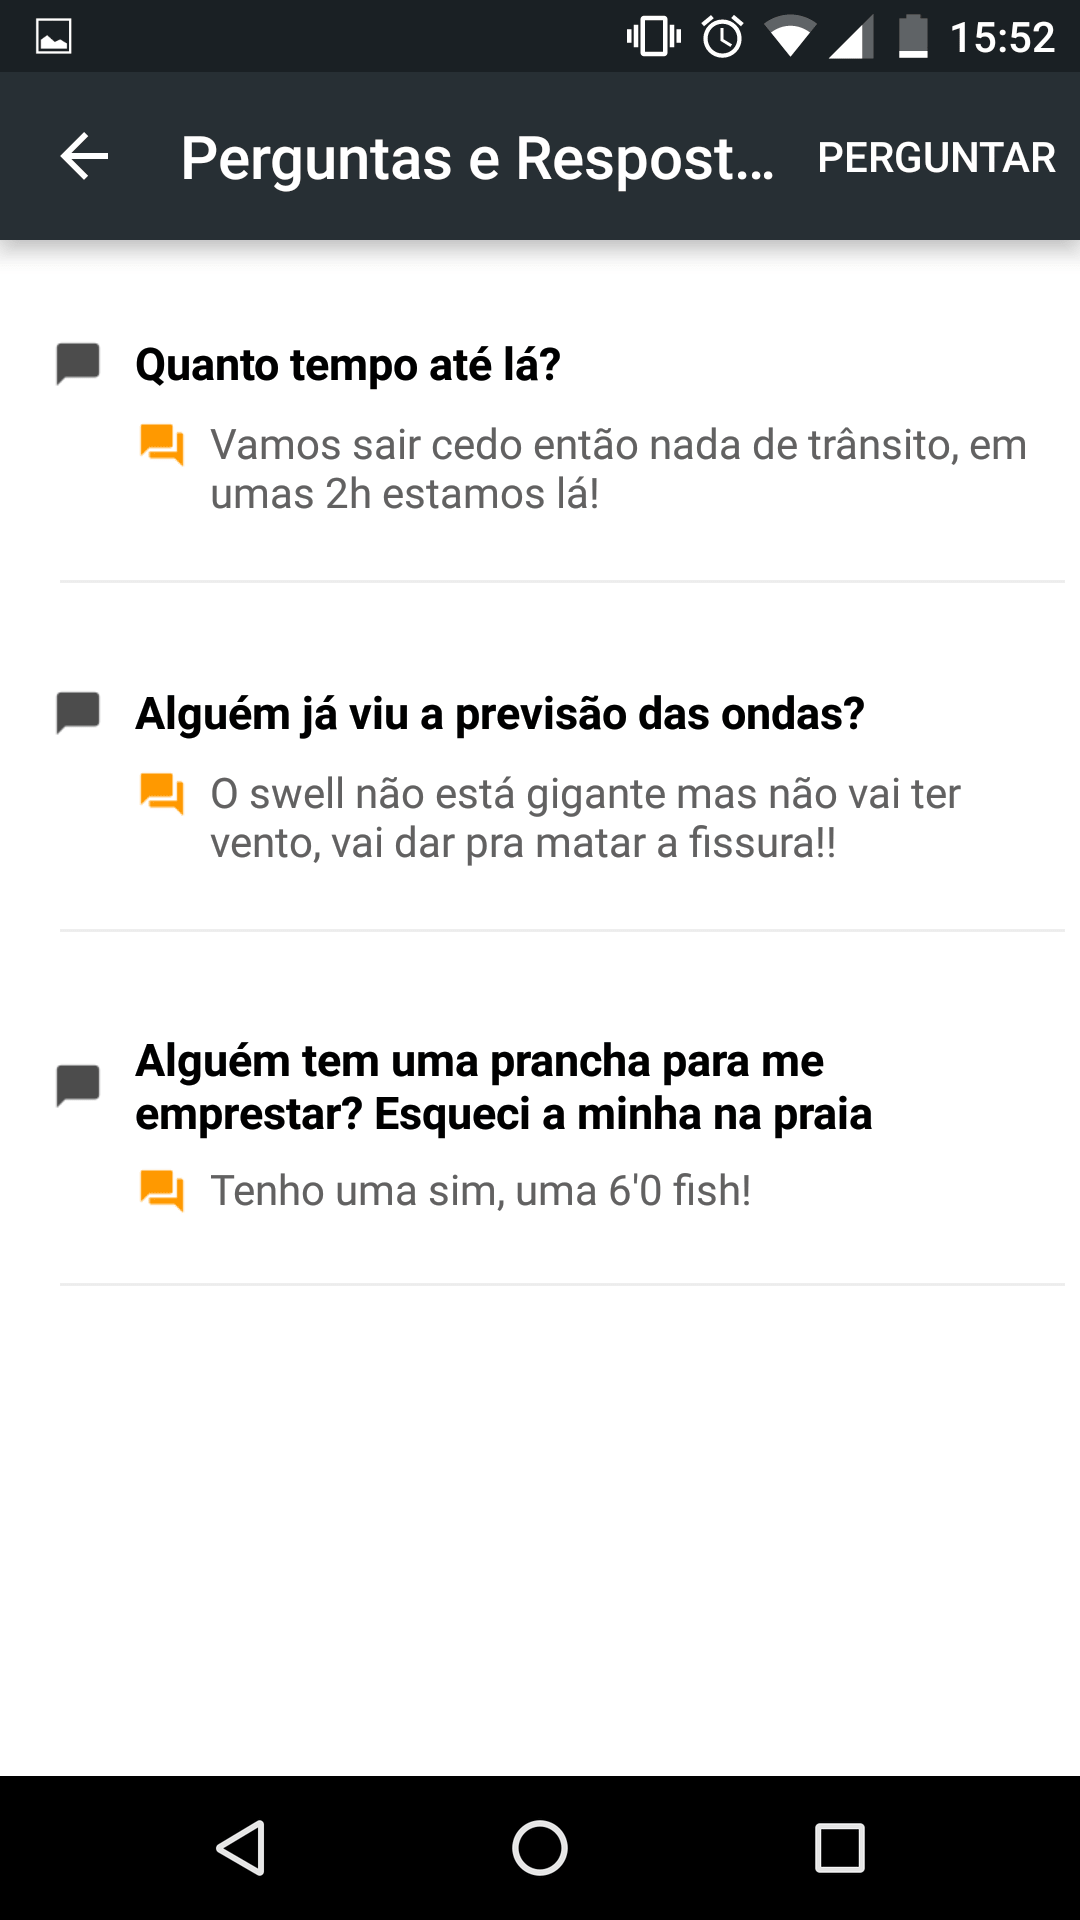 15:52
Perguntas e Respost...
PERGUNTAR
Quanto tempo até lá?
Vamos sair cedo então nada de trânsito, em
umas 2h estamos lá!
Alguém já viu a previsão das ondas?
O swell não está gigante mas não vai ter
vento, vai dar pra matar a fissura!!
Alguém tem uma prancha para me
emprestar? Esqueci a minha na praia
Tenho uma sim, uma 6'0 fish!